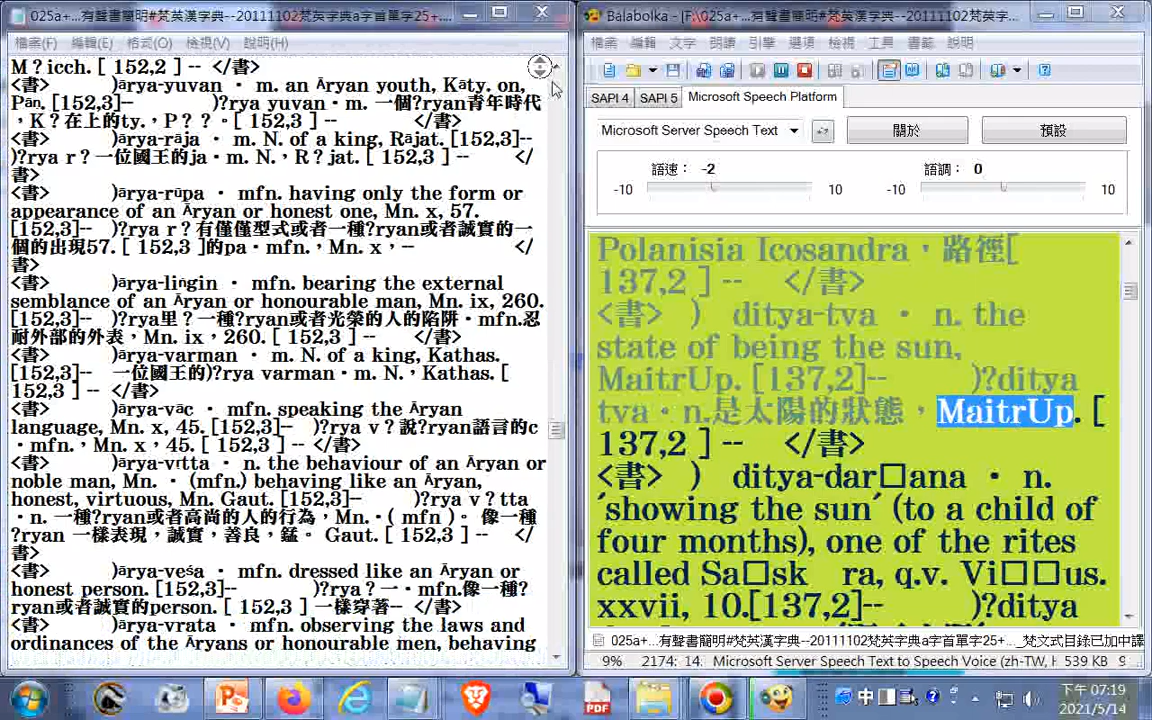 025a+...有聲書簡明#梵英漢字典--20111102梵英字典a字首單字25+...
檔案(F) 編輯(E) 格式(O) 檢視(V) 說明(H)
M？icch. [ 152,2 ] -- </書>
<書> )ārya-yuvan • m. an Āryan youth, Kāty. on,
Pāṇ. [152,3]-- )?rya yuvan • m. 一個?ryan青年時代
，K？在上的ty.，P？？。[ 152,3 ] -- </書>
<書> )ārya-rāja • m. N. of a king, Rājat. [152,3]--
)?rya r？一位國王的ja • m. N.，R？jat. [ 152,3 ] -- </
書>
<書> )ārya-rūpa • mfn. having only the form or
appearance of an Āryan or honest one, Mn. x, 57.
[152,3]-- )?rya r？有僅僅型式或者一種?ryan或者誠實的一
個的出現57. [ 152,3 ]的pa • mfn.，Mn. x，-- </
書>
<書> )ārya-liṅgin • mfn. bearing the external
semblance of an Āryan or honourable man, Mn. ix, 260.
[152,3]-- )?rya里？一種?ryan或者光榮的人的陷阱 • mfn.忍
耐外部的外表，Mn. ix，260. [ 152,3 ] -- </書>
<書> )ārya-varman • m. N. of a king, Kathas.
[152,3]-- 一位國王的)?rya varman • m. N.，Kathas. [
152,3 ] -- </書>
<書> )ārya-vāc • mfn. speaking the Āryan
language, Mn. x, 45. [152,3]-- )?rya v？說?ryan語言的c
• mfn.，Mn. x，45. [ 152,3 ] -- </書>
<書> )ārya-vṛtta • n. the behaviour of an Āryan or
noble man, Mn. • (mfn.) behaving like an Āryan,
honest, virtuous, Mn. Gaut. [152,3]-- )?rya v？tta
• n. 一種?ryan或者高尚的人的行為，Mn. •( mfn )。 像一種
?ryan 一樣表現，誠實，善良，錳。 Gaut. [ 152,3 ] -- </
書>
<書> )ārya-veśa • mfn. dressed like an Āryan or
honest person. [152,3]-- )?rya？一 • mfn.像一種?
ryan或者誠實的person. [ 152,3 ] 一樣穿著-- </書>
<書> )ārya-vrata • mfn. observing the laws and
ordinances of the Āryans or honourable men, behaving
Balabolka - [F:\025a+...有聲書簡明#梵英漢字典--20111102梵英字...
檔案 編輯 文字 朗讀 引擎 選項 檢視 工具 書籤 說明
SAPI 4 SAPI 5 Microsoft Speech Platform
Microsoft Server Speech Text 關於 預設
語速： -2 語調： 0
-10 10 -10 10
Polanisia Icosandra，路徑[
137,2 ] -- </書>
<書> ) ditya-tva • n. the
state of being the sun,
MaitrUp. [137,2]-- )?ditya
tva • n.是太陽的狀態，MaitrUp. [
137,2 ] -- </書>
<書> ) ditya-dar□ana • n.
'showing the sun' (to a child of
four months), one of the rites
called Sa□sk ra, q.v. Vi□□us.
xxvii, 10.[137,2]-- )?ditya
025a+...有聲書簡明#梵英漢字典--20111102梵英字典a字首單字25+..._梵文式目錄已加中譯
9% 2174: 14. Microsoft Server Speech Text to Speech Voice (zh-TW, H 539 KB 9
中
下午 07:19
2021/5/14